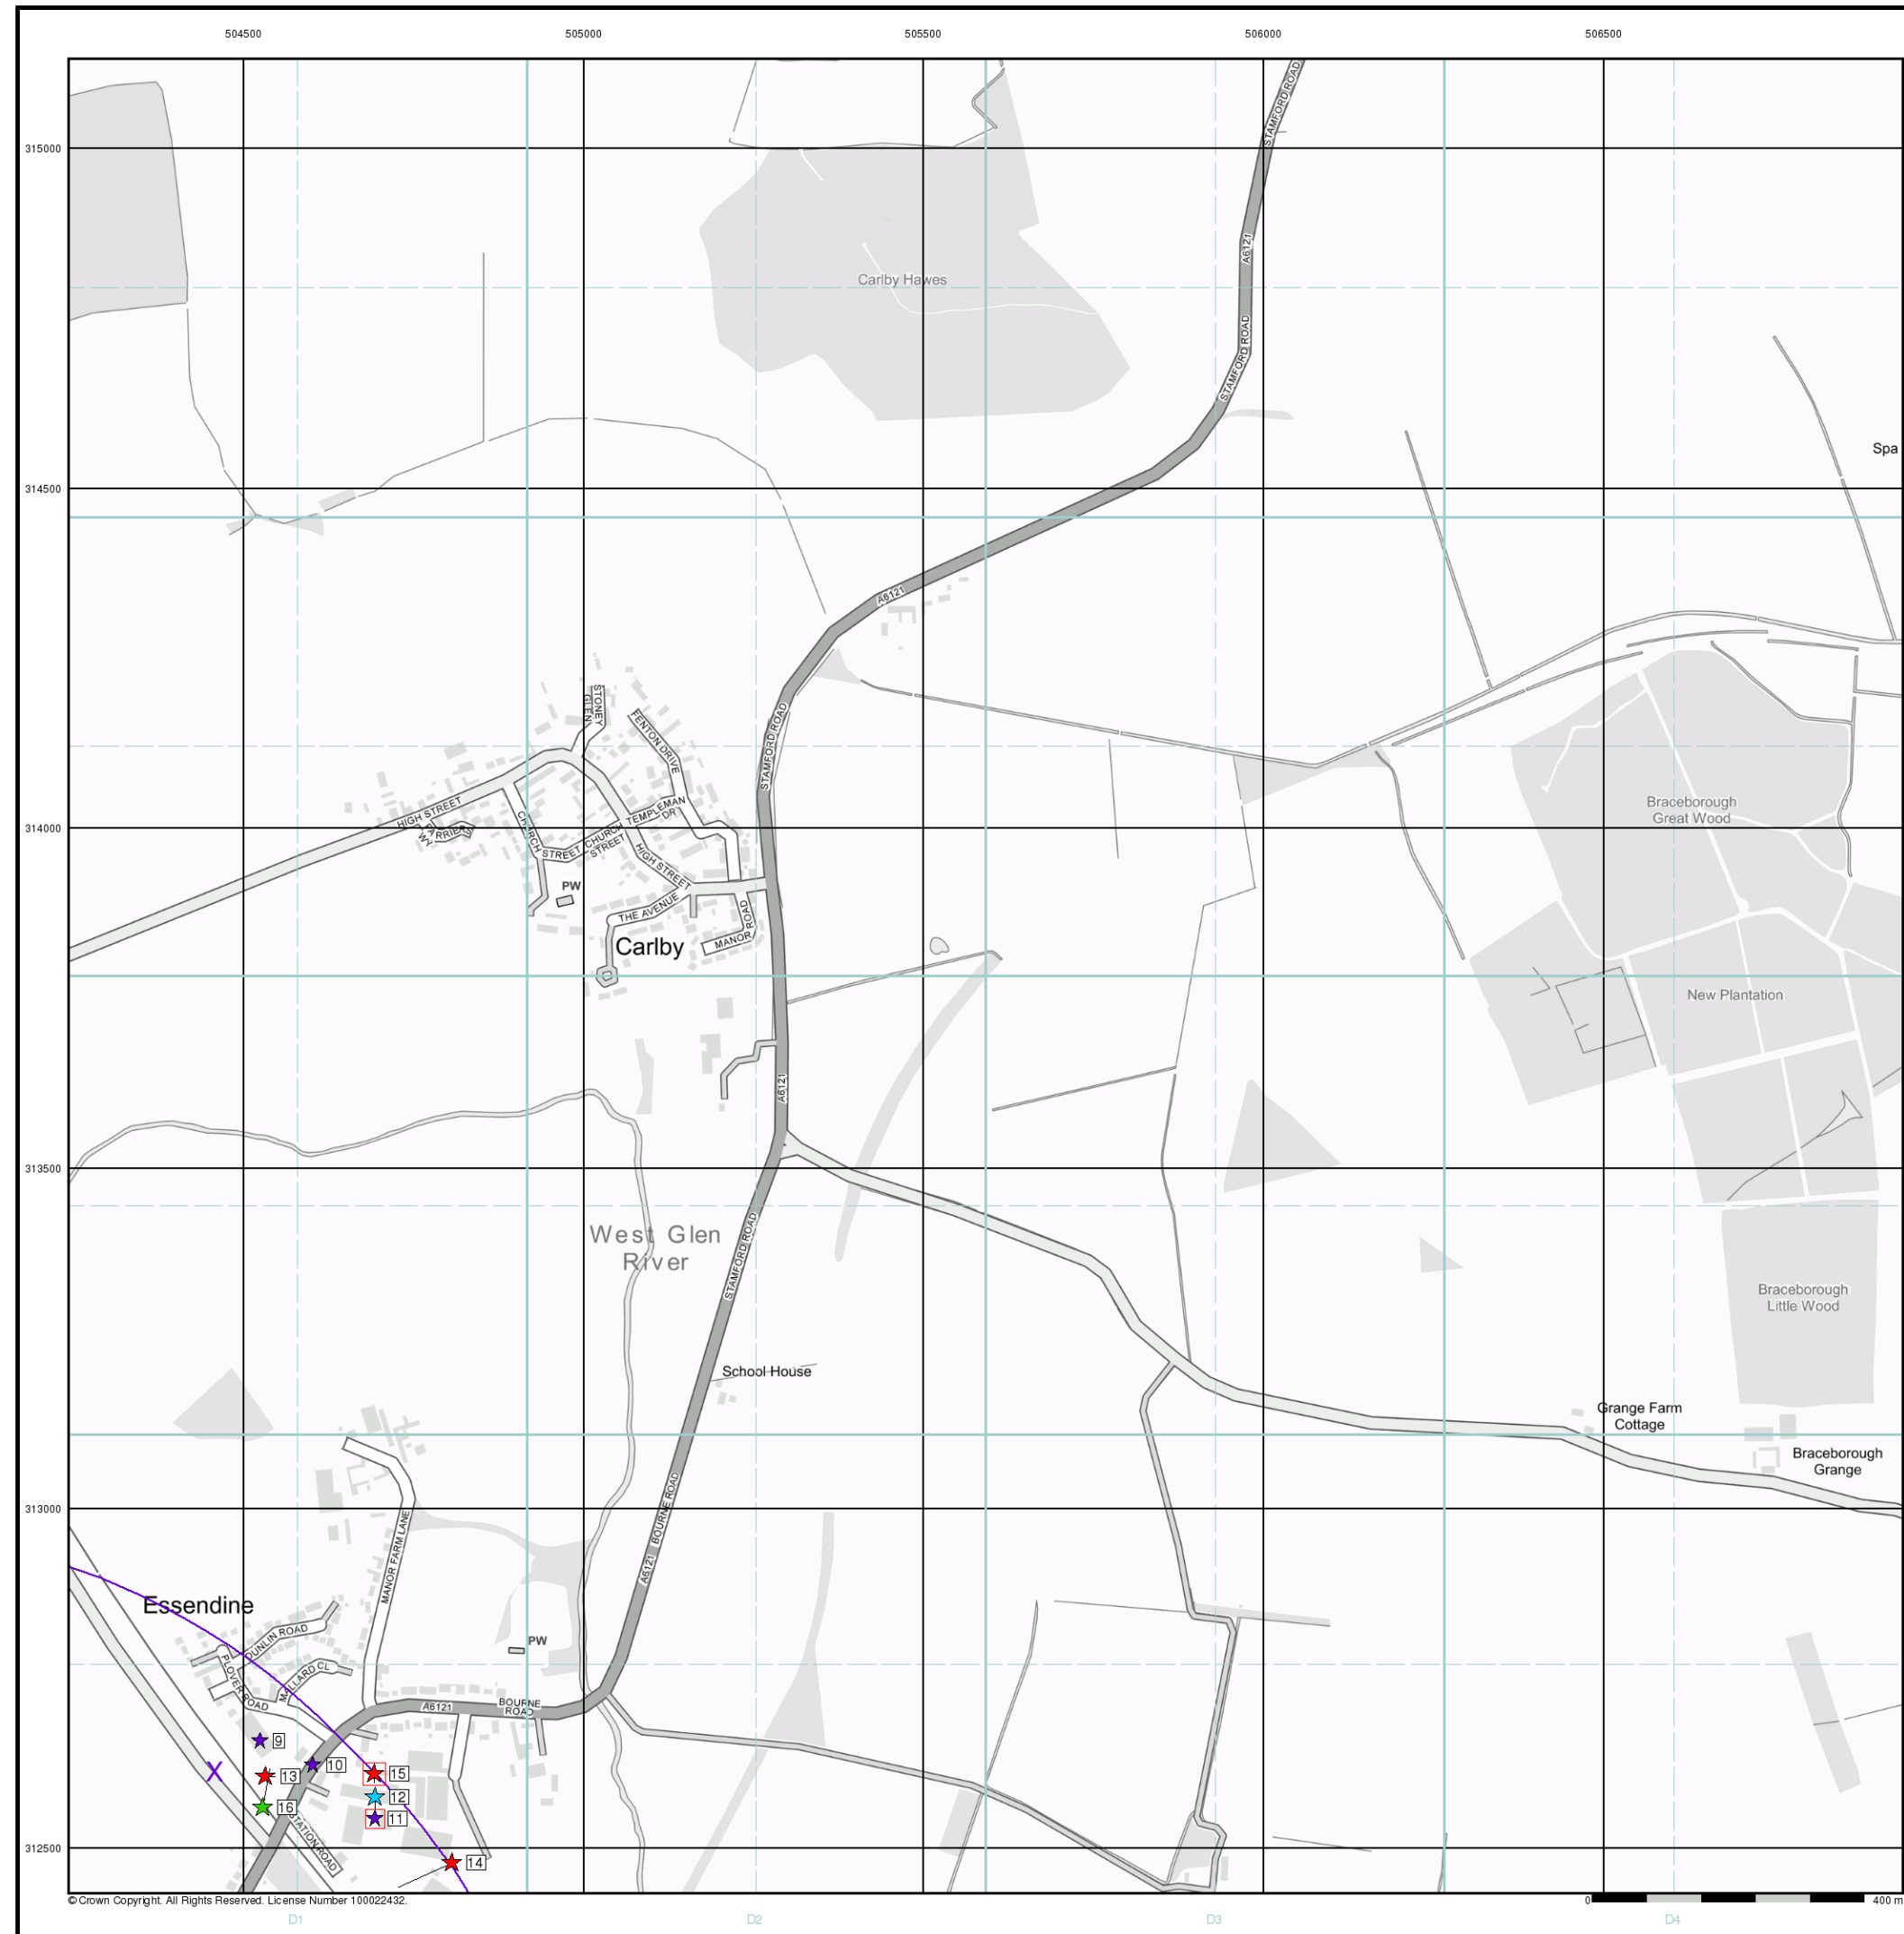 504500 505000 505500 506000 506500
STAMFORD ROAD
315000
A6121
Carlby Hawes
STAMFORD ROAD
Spa
314500
A6121
STONEY
GLEN
FENTON DRIVE
STAMFORD ROAD
HIGH STREET
FARRIERS
WY
CHURCH
STREET
CHURCH
STREET
TEMPLEMAN
DR
HIGH STREET
Braceborough
Great Wood
314000
PW
THE AVENUE
MANOR
ROAD
Carlby
New Plantation
A6121
313500
West Glen
River
STAMFORD ROAD
Braceborough
Little Wood
School House
Grange Farm
Cottage
Braceborough
Grange
313000
BOURNE ROAD
A6121
MANOR FARM LANE
Essendine
DUNLIN ROAD
PW
MALLARD CL
PLOVER ROAD
A6121
BOURNE
ROAD
9
10
X
13
15
12
16
11
STATION ROAD
312500
14
© Crown Copyright. All Rights Reserved. License Number 100022432.
0 400 m
D1 D2 D3 D4